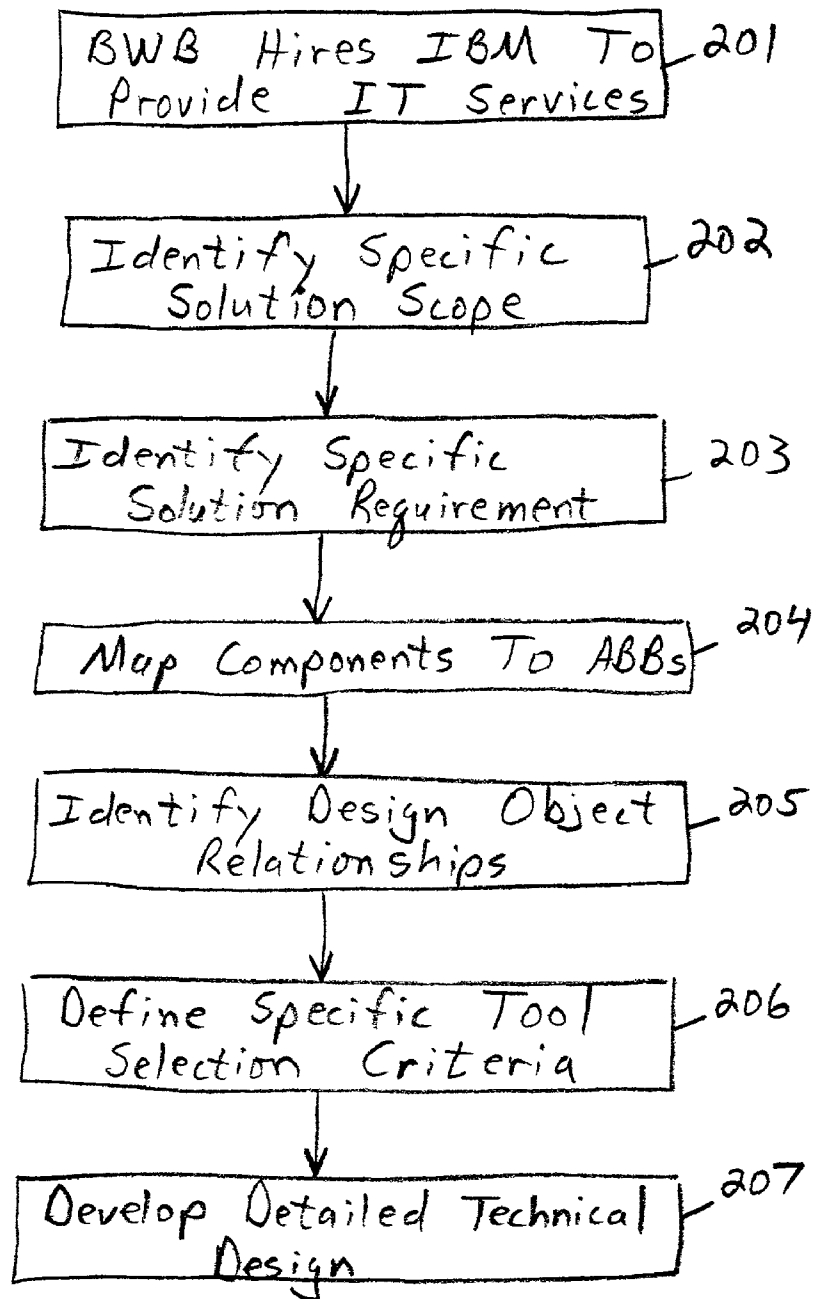 BWB Hires IBM To
Provide IT Services
201
Identify Specific
Solution Scope
202
Identify Specific
Solution Requirement
203
Map Components To ABBs
204
Identify Design Object
Relationships
205
Define Specific Tool
Selection Criteria
206
Develop Detailed Technical
Design
207